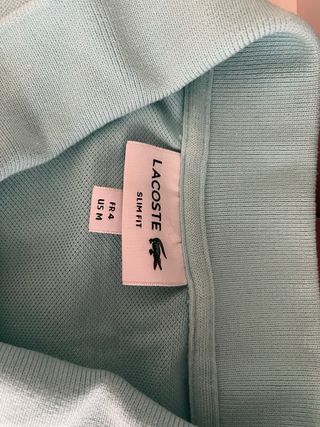 LACOSTE
SLIM FIT
FR 4
US M